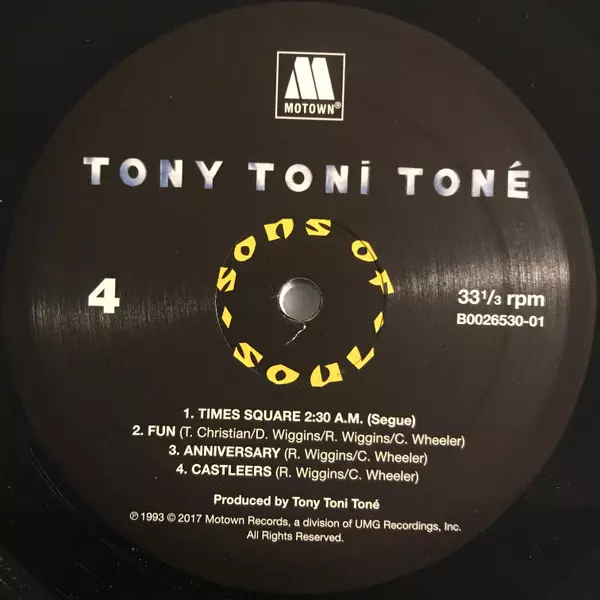 MOTOWN®
TONY TONI TONÉ
sons of soul
4
33 1/3 rpm
B0026530-01
1. TIMES SQUARE 2:30 A.M. (Segue)
2. FUN (T. Christian/D. Wiggins/R. Wiggins/C. Wheeler)
3. ANNIVERSARY (R. Wiggins/C. Wheeler)
4. CASTLEERS (R. Wiggins/C. Wheeler)
Produced by Tony Toni Toné
℗ 1993 © 2017 Motown Records, a division of UMG Recordings, Inc.
All Rights Reserved.